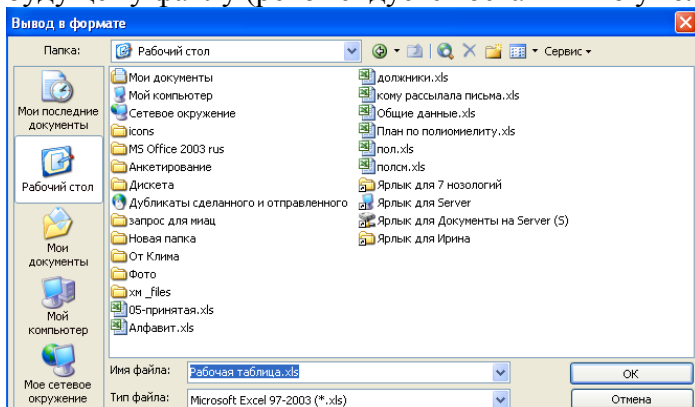 Вывод в формате
Папка:
Рабочий стол
Сервис
Мои последние документы
Рабочий стол
Мои документы
Мой компьютер
Мое сетевое окружение
Мои документы
Мой компьютер
Сетевое окружение
icons
MS Office 2003 rus
Анкетирование
Дискета
Дубликаты сделанного и отправленного
запрос для миац
Новая папка
От Клима
Фото
хм _files
05-принятая.xls
Алфавит.xls
должники.xls
кому рассылала письма.xls
Общие данные.xls
План по полиомиелиту.xls
пол.xls
полсм.xls
Ярлык для 7 нозологий
Ярлык для Server
Ярлык для Документы на Server (S)
Ярлык для Ирина
Имя файла:
Рабочая таблица.xls
ОК
Тип файла:
Microsoft Excel 97-2003 (*.xls)
Отмена